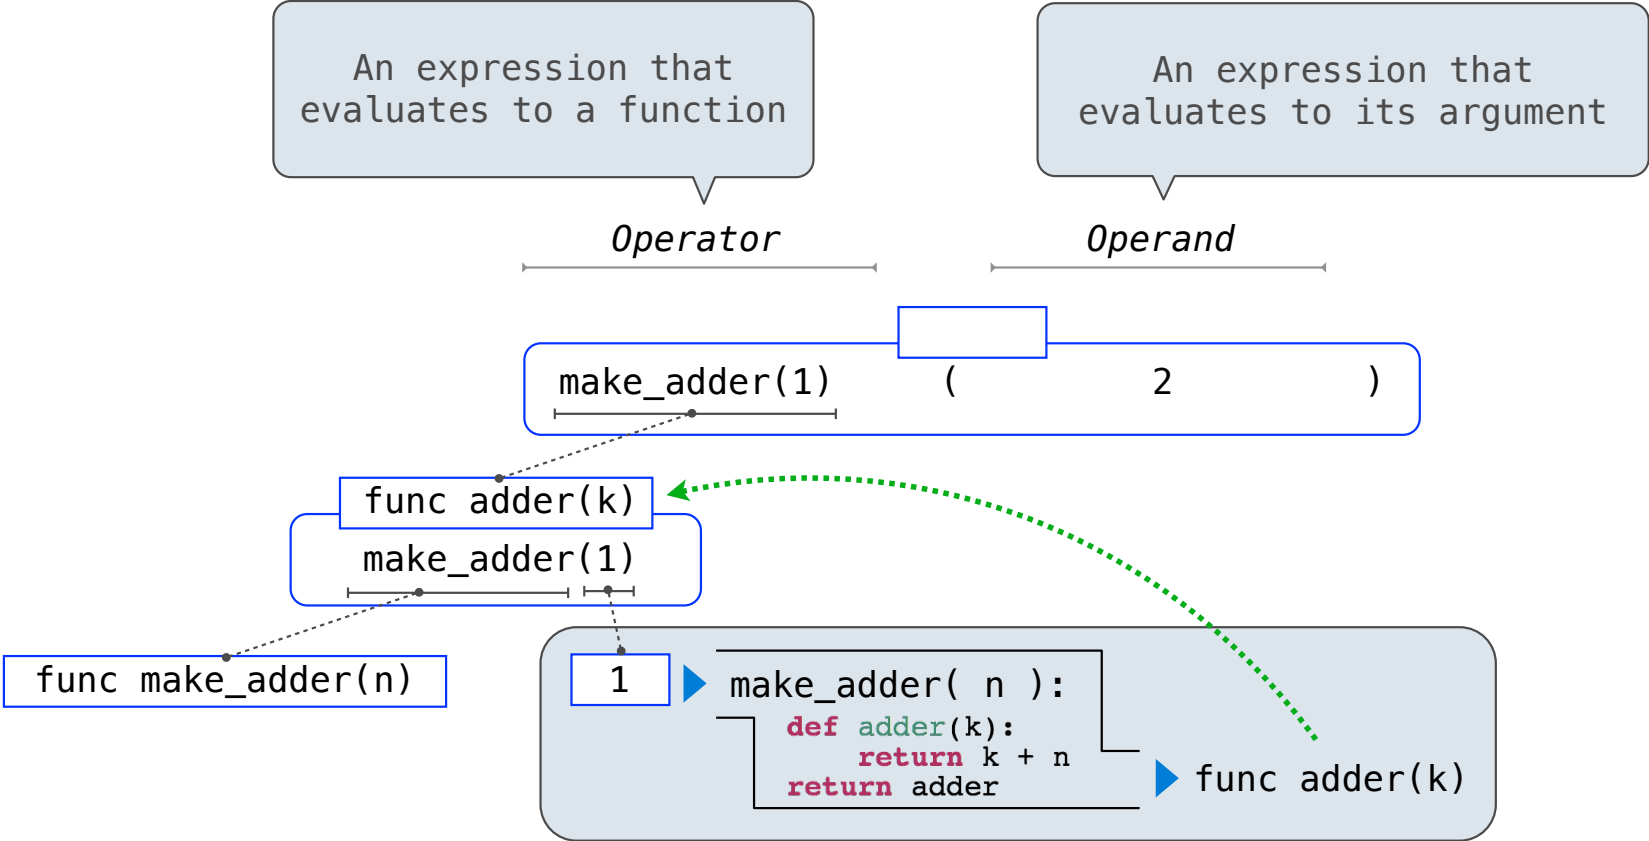 An expression that
evaluates to a function
An expression that
evaluates to its argument
Operator
Operand
make_adder(1) ( 2 )
func adder(k)
make_adder(1)
func make_adder(n)
1
make_adder( n ):
def adder(k):
return k + n
return adder
func adder(k)